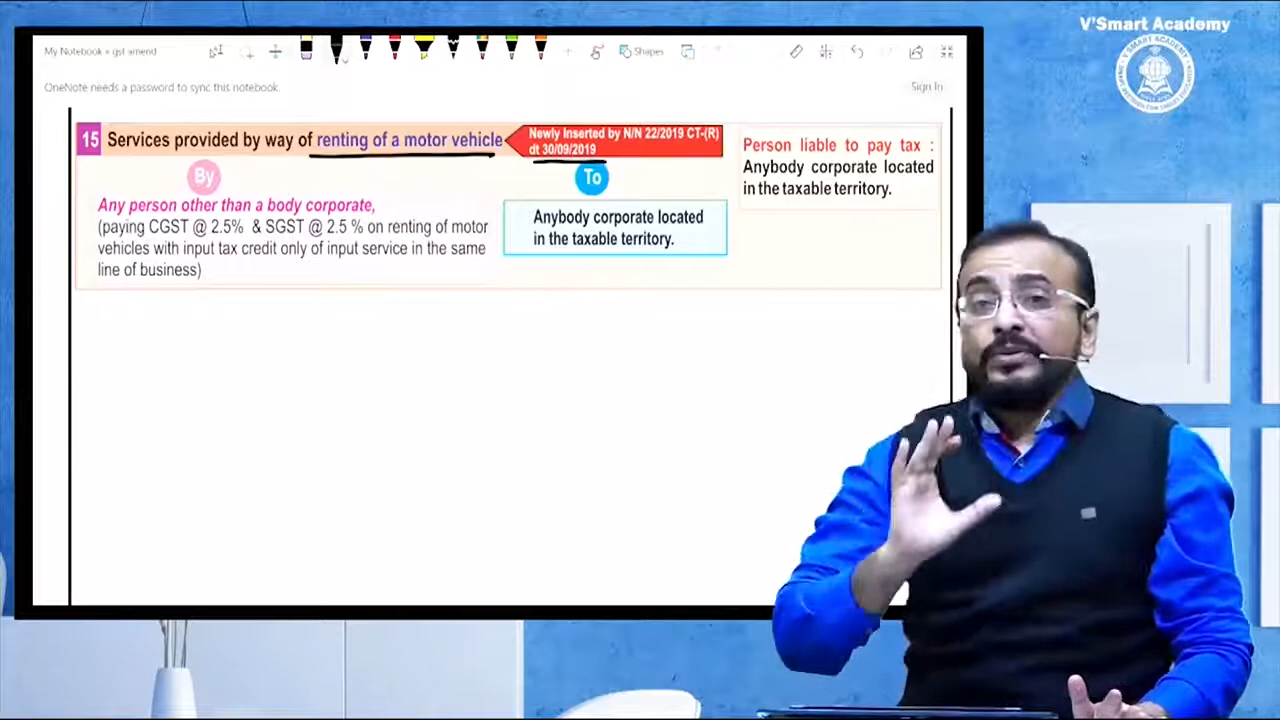 V'Smart Academy
My Notebook » gst amend
Shapes
OneNote needs a password to sync this notebook.
Sign In
15 Services provided by way of renting of a motor vehicle
Newly Inserted by N/N 22/2019 CT-(R)
dt 30/09/2019
Person liable to pay tax :
Anybody corporate located
in the taxable territory.
By
To
Any person other than a body corporate,
(paying CGST @ 2.5% & SGST @ 2.5 % on renting of motor
vehicles with input tax credit only of input service in the same
line of business)
Anybody corporate located
in the taxable territory.